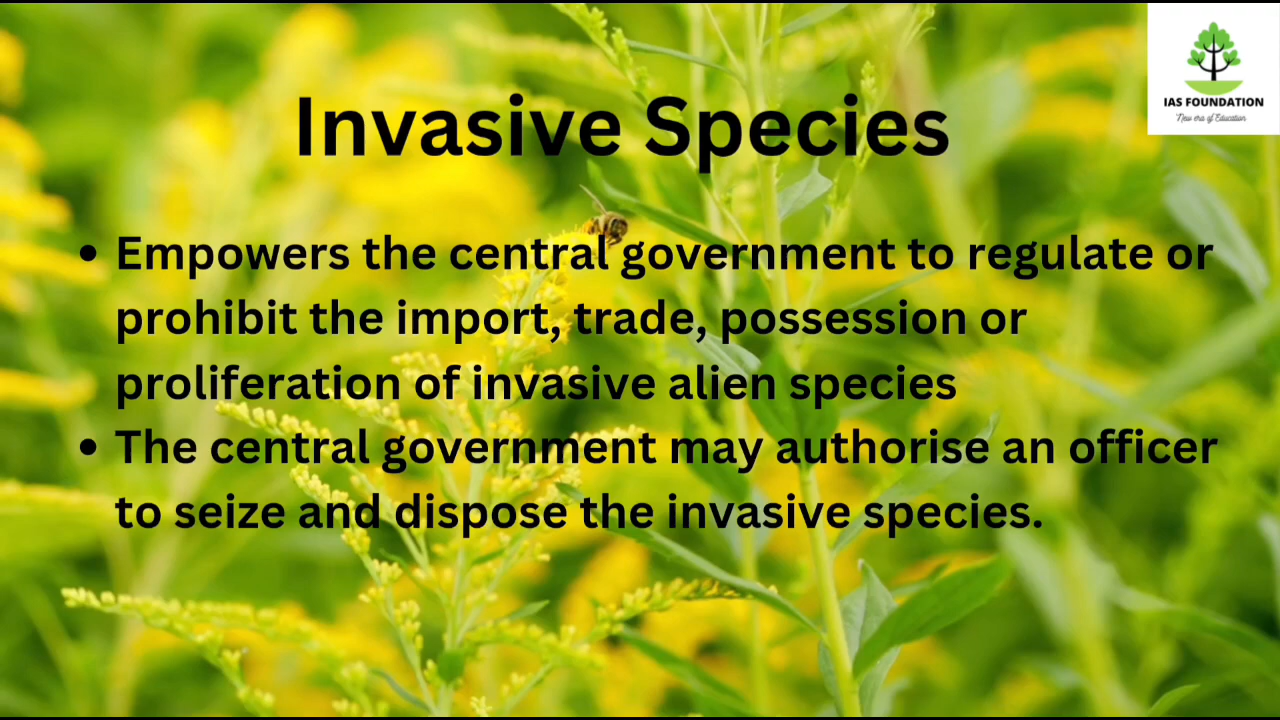 IAS FOUNDATION
New era of Education
Invasive Species
• Empowers the central government to regulate or
prohibit the import, trade, possession or
proliferation of invasive alien species
• The central government may authorise an officer
to seize and dispose the invasive species.